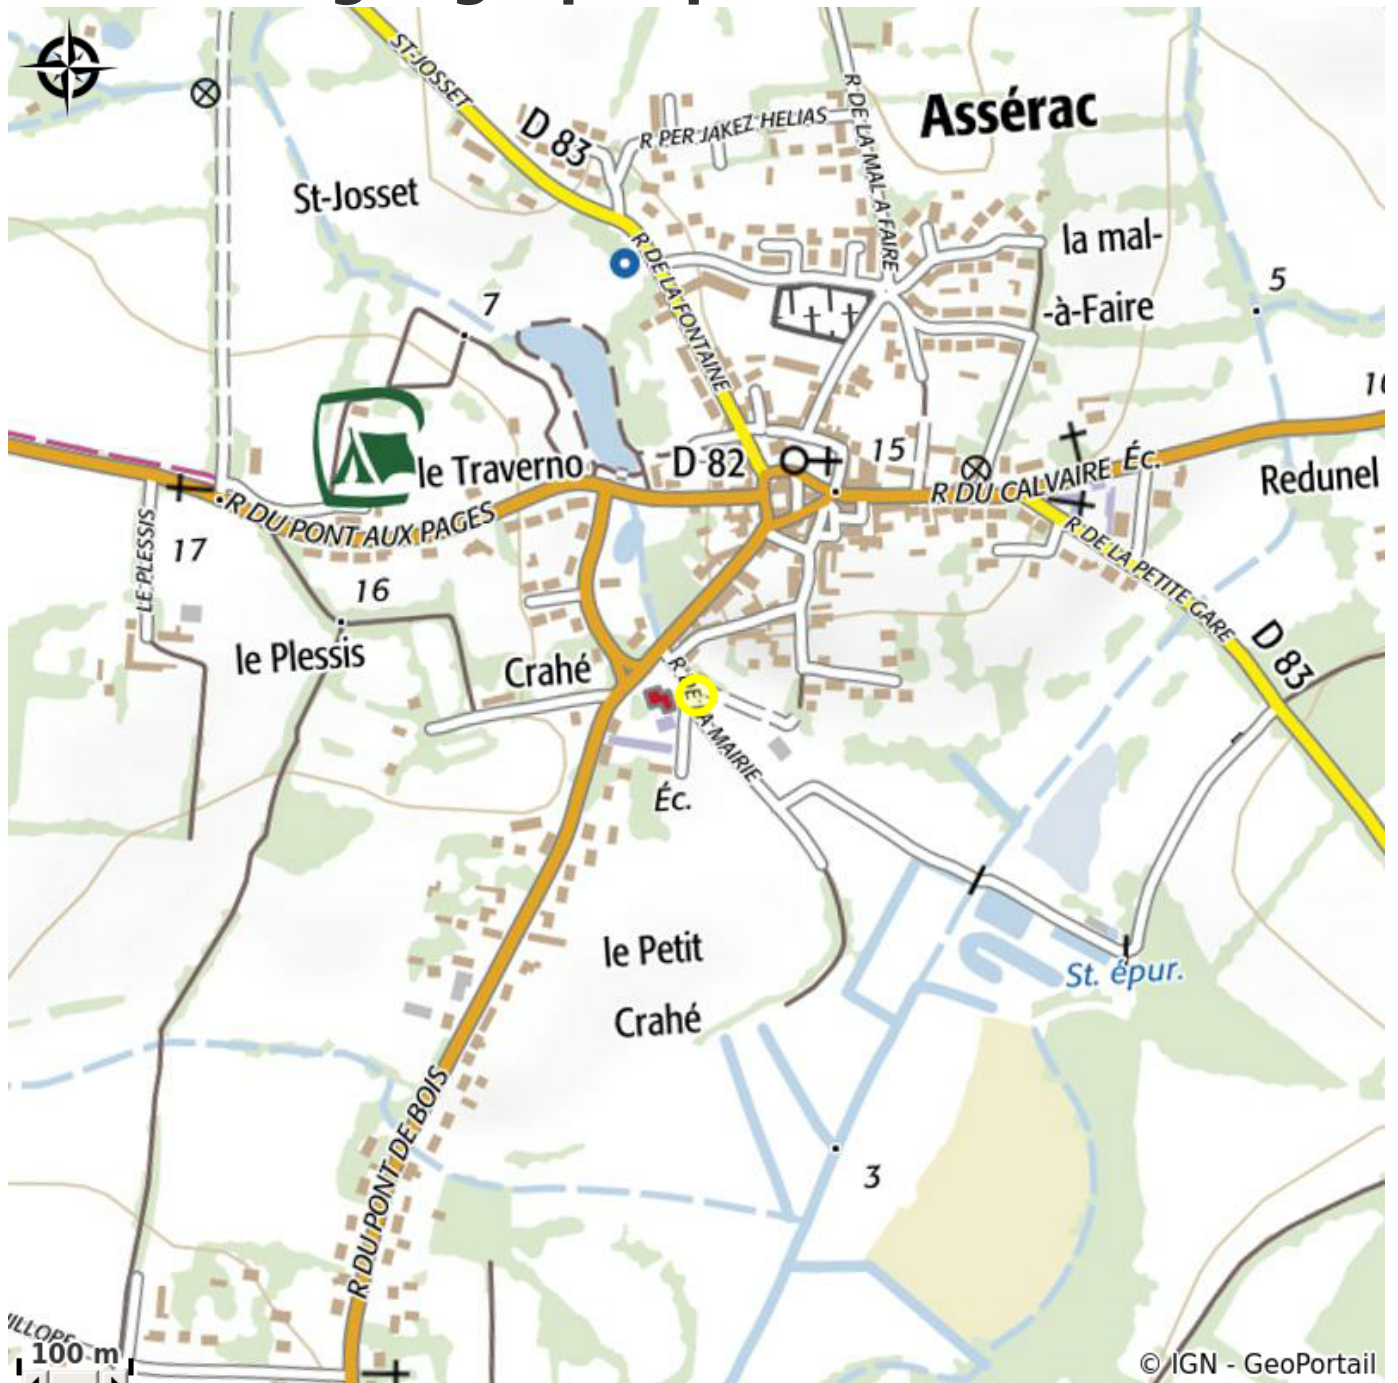 ST-JOSSET
D 83
R PER JAKEZ HELIAS
R DE LA MAL-A FAIRE
Assérac
St-Josset
R DE LA FONTAINE
la mal-
-à-Faire
5
7
10
le Traverno
D 82
15
R DU CALVAIRE
Éc.
Redunel
R DU PONT AUX PAGES
R DE LA PETITE GARE
D 83
LE PLESSIS
17
16
le Plessis
Crahé
R DE LA MAIRIE
Éc.
le Petit
Crahé
St. épur.
R DU PONT DE BOIS
3
100 m
© IGN - GeoPortail